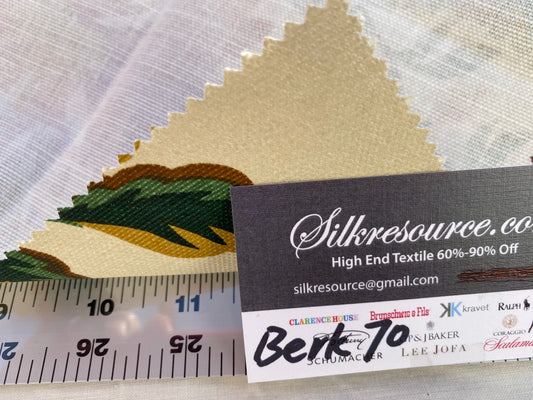 Silkresource.co
High End Textile 60%-90% Off
silkresource@gmail.com
CLARENCE HOUSE Brunschwig & Fils kravet RALPH
P&J BAKER CORAGGIO Scalama
SCHUMACHER LEE JOFA
Berk 70
10 11
26 25